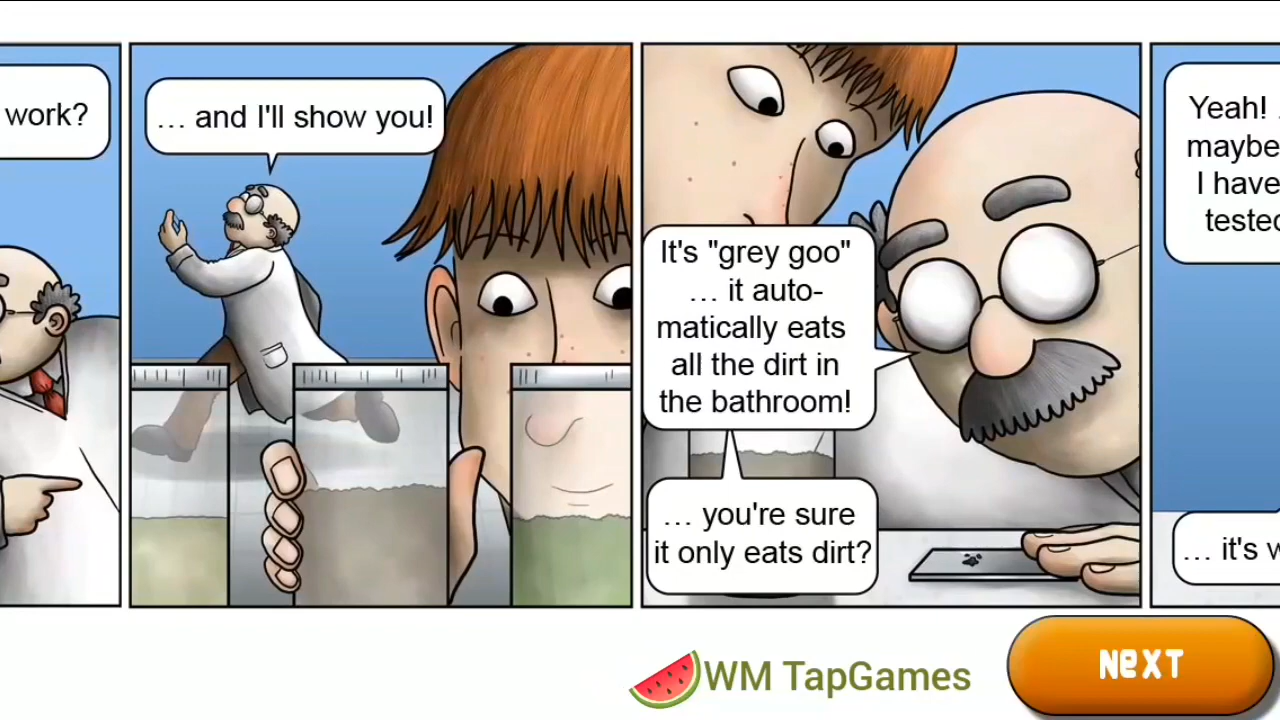 work?
… and I'll show you!
It's "grey goo"
… it auto-
matically eats
all the dirt in
the bathroom!
… you're sure
it only eats dirt?
Yeah!
maybe
I have
tested
… it's
WM TapGames
NEXT